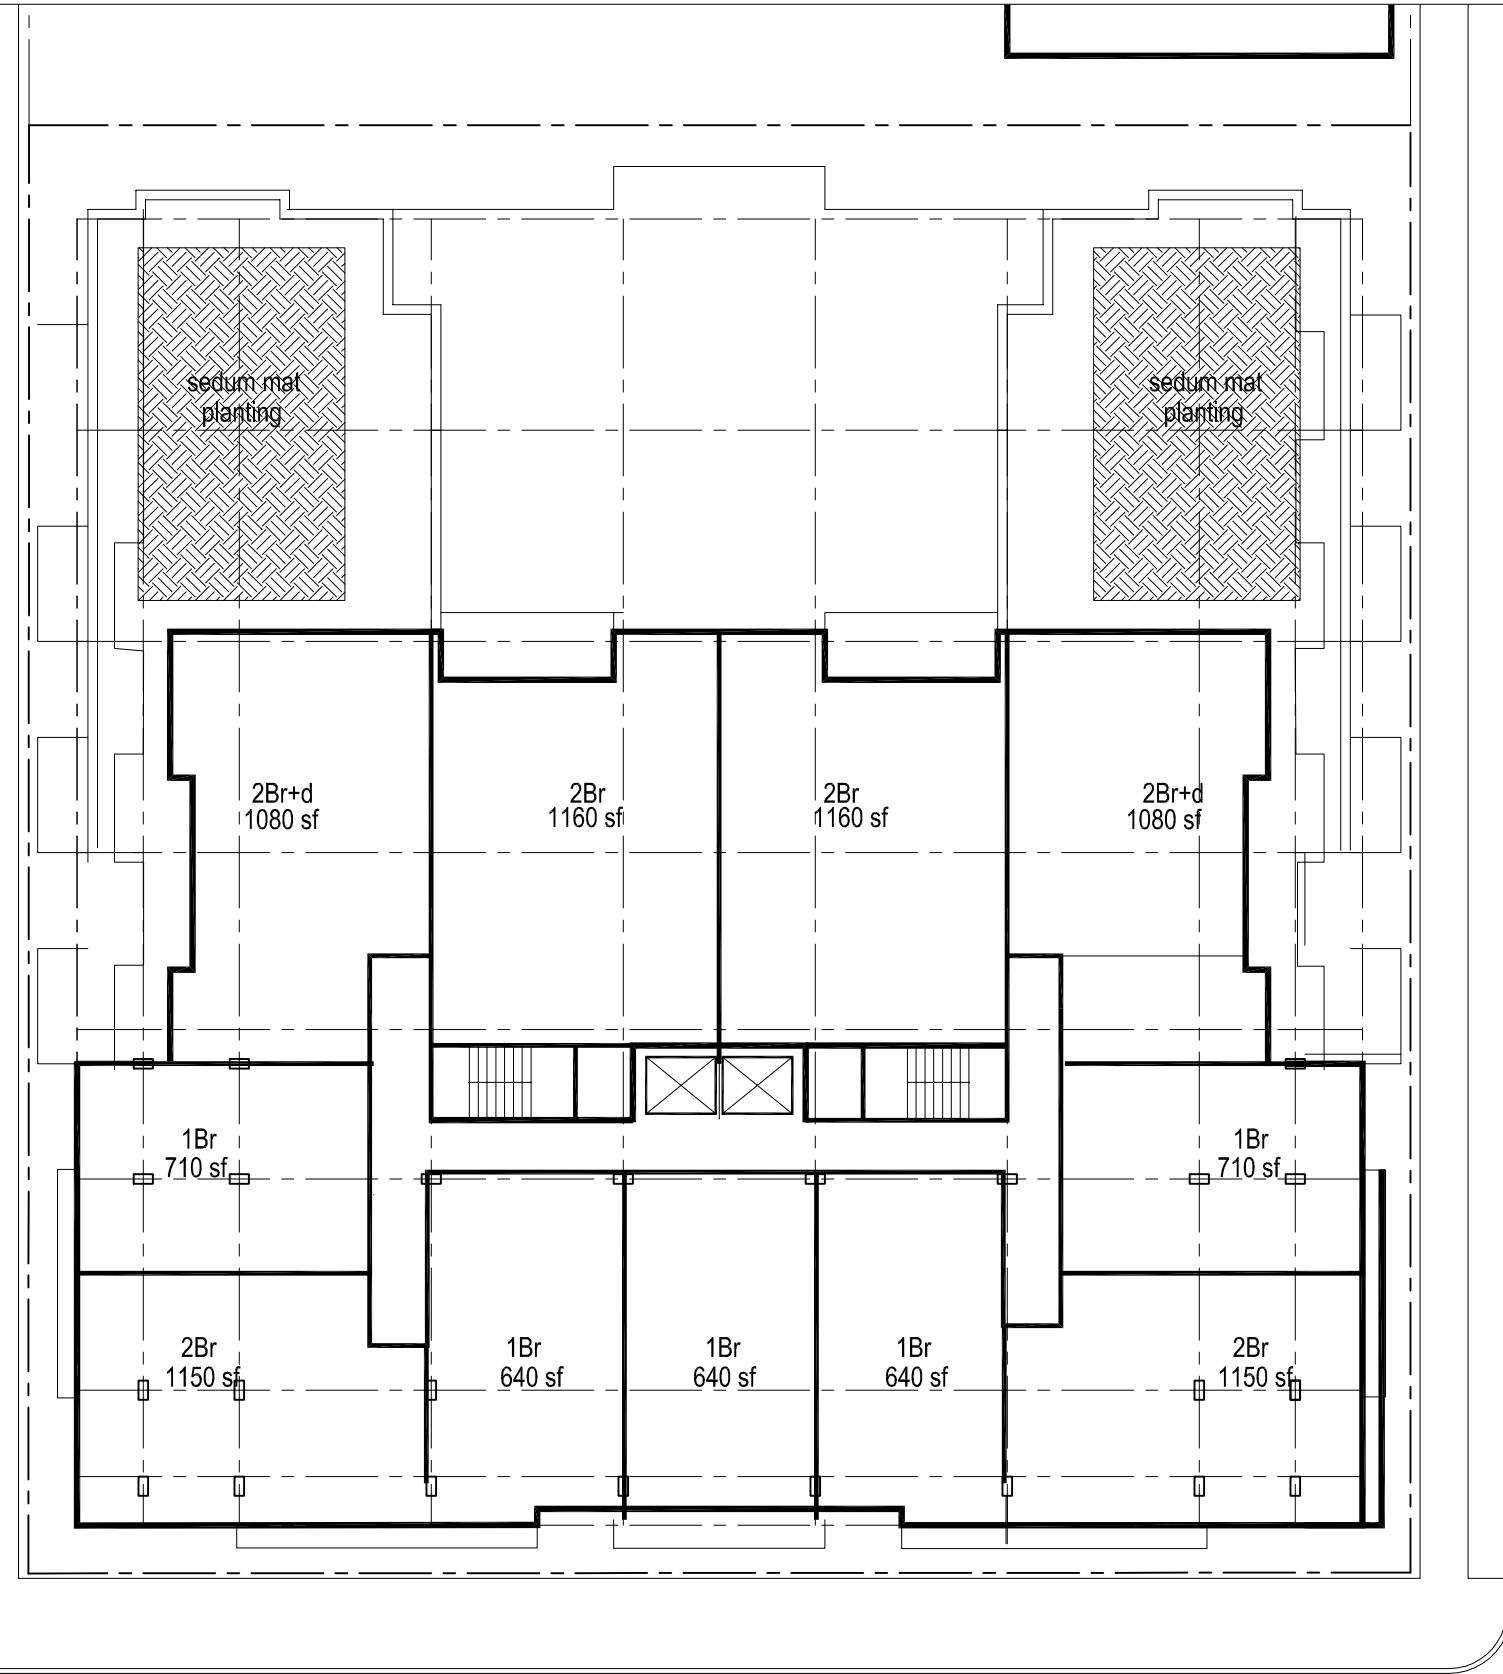 sedum mat
planting
sedum mat
planting
2Br+d
1080 sf
2Br
1160 sf
2Br
1160 sf
2Br+d
1080 sf
1Br
710 sf
1Br
710 sf
2Br
1150 sf
1Br
640 sf
1Br
640 sf
1Br
640 sf
2Br
1150 sf